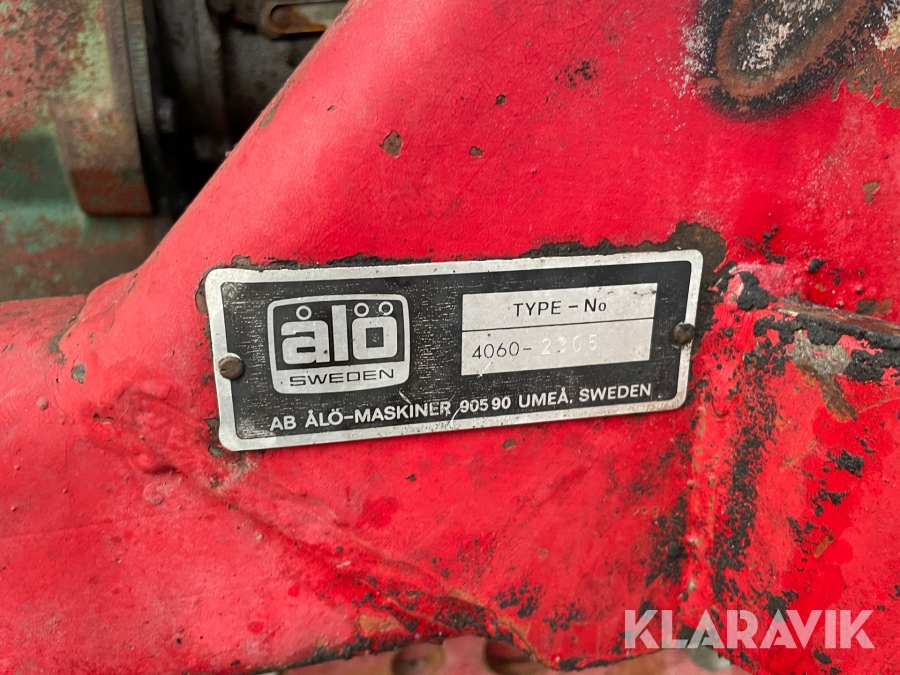 ålö
SWEDEN
TYPE - No
4060- 2305
AB ÅLÖ-MASKINER 905 90 UMEÅ. SWEDEN
KLARAVIK